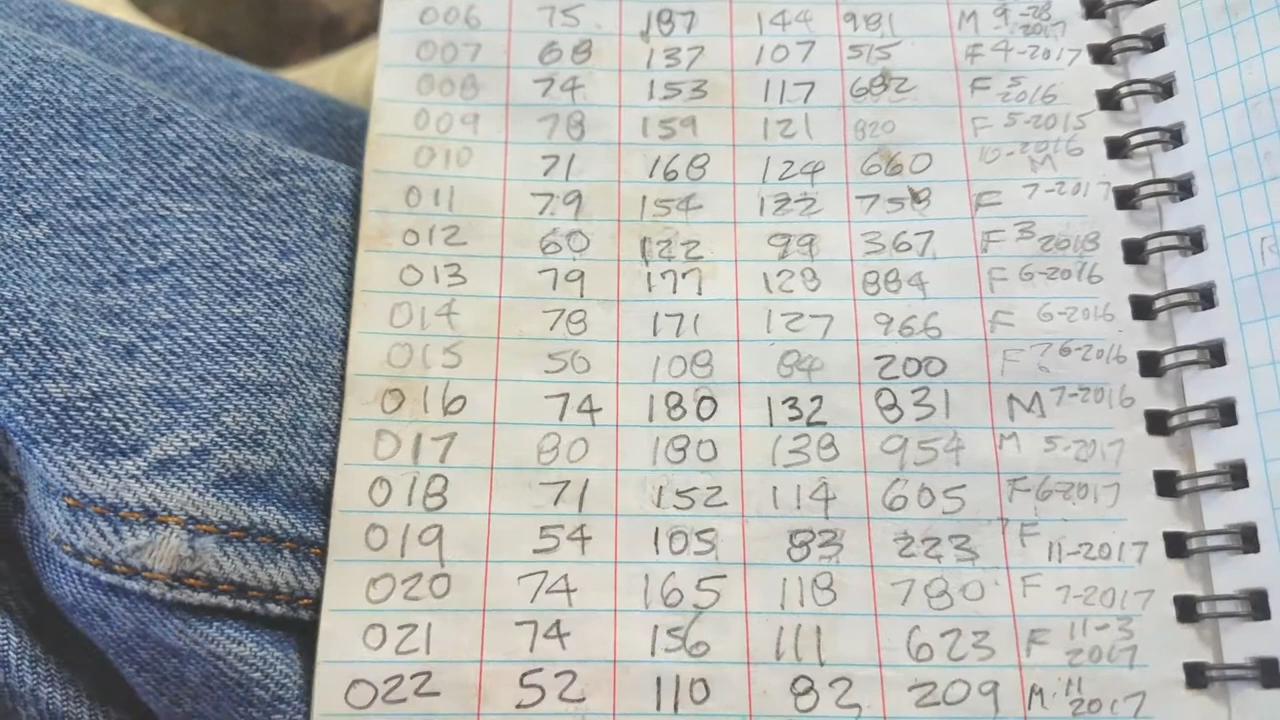 006 75 187 144 981 M 9-28 2017
007 68 137 107 515 F 4-2017
008 74 153 117 682 F 5 2016
009 78 159 121 820 F 5-2015
010 71 168 124 660 10-2016 M
011 79 154 122 758 F 7-2017
012 60 122 99 367 F 3 2018
013 79 177 128 884 F 6-2016
014 78 171 127 966 F 6-2016
015 50 108 84 200 F ? 6-2016
016 74 180 132 831 M 7-2016
017 80 180 138 954 M 5-2017
018 71 152 114 605 F 6-2017
019 54 105 83 223 F 11-2017
020 74 165 118 780 F 7-2017
021 74 156 111 623 F 11-3 2017
022 52 110 82 209 M 11 2017